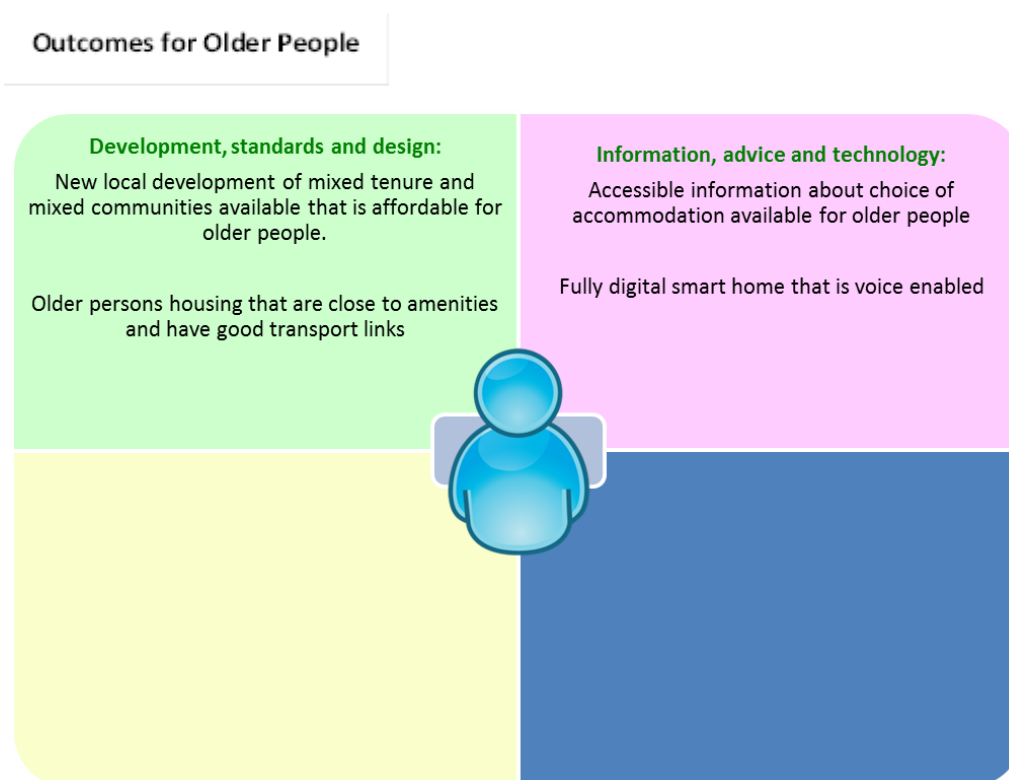 Outcomes for Older People
Development, standards and design:
New local development of mixed tenure and
mixed communities available that is affordable for
older people.
Older persons housing that are close to amenities
and have good transport links
Information, advice and technology:
Accessible information about choice of
accommodation available for older people
Fully digital smart home that is voice enabled